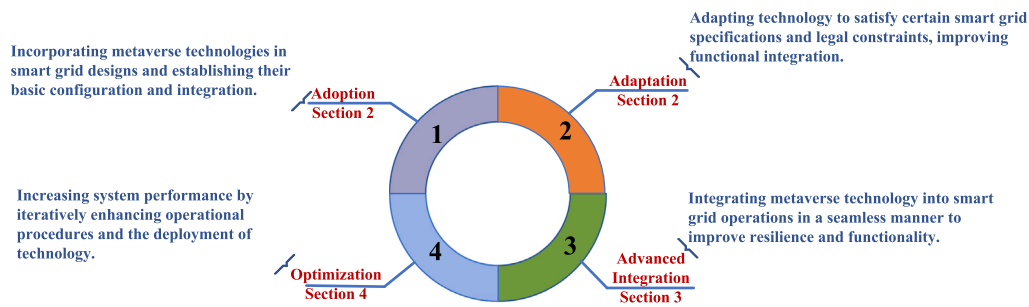 Incorporating metaverse technologies in
smart grid designs and establishing their
basic configuration and integration.
Adoption
Section 2
1
Adapting technology to satisfy certain smart grid
specifications and legal constraints, improving
functional integration.
Adaptation
Section 2
2
Integrating metaverse technology into smart
grid operations in a seamless manner to
improve resilience and functionality.
Advanced
Integration
Section 3
3
Increasing system performance by
iteratively enhancing operational
procedures and the deployment of
technology.
Optimization
Section 4
4